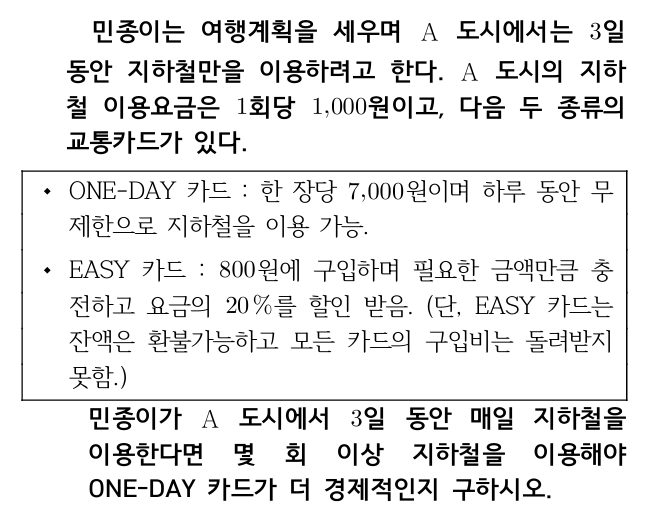 민종이는 여행계획을 세우며 A 도시에서는 3일
동안 지하철만을 이용하려고 한다. A 도시의 지하
철 이용요금은 1회당 1,000원이고, 다음 두 종류의
교통카드가 있다.
• ONE-DAY 카드 : 한 장당 7,000원이며 하루 동안 무
제한으로 지하철을 이용 가능.
• EASY 카드 : 800원에 구입하며 필요한 금액만큼 충
전하고 요금의 20%를 할인 받음. (단, EASY 카드는
잔액은 환불가능하고 모든 카드의 구입비는 돌려받지
못함.)
민종이가 A 도시에서 3일 동안 매일 지하철을
이용한다면 몇 회 이상 지하철을 이용해야
ONE-DAY 카드가 더 경제적인지 구하시오.